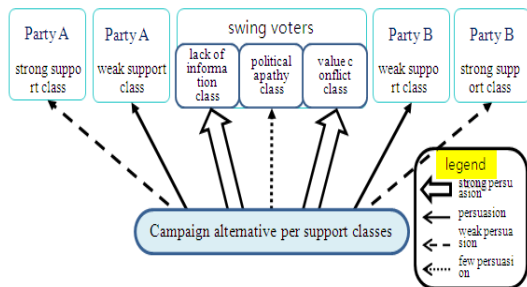 swing voters
Party A
strong suppo
rt class
Party A
weak support
class
lack of
informa
tion
class
political
apathy
class
value c
onflict
class
Party B
weak suppo
rt class
Party B
strong supp
ort class
Campaign alternative per support classes
legend
strong persu
asion
persuasion
weak persua
sion
few persuasi
on